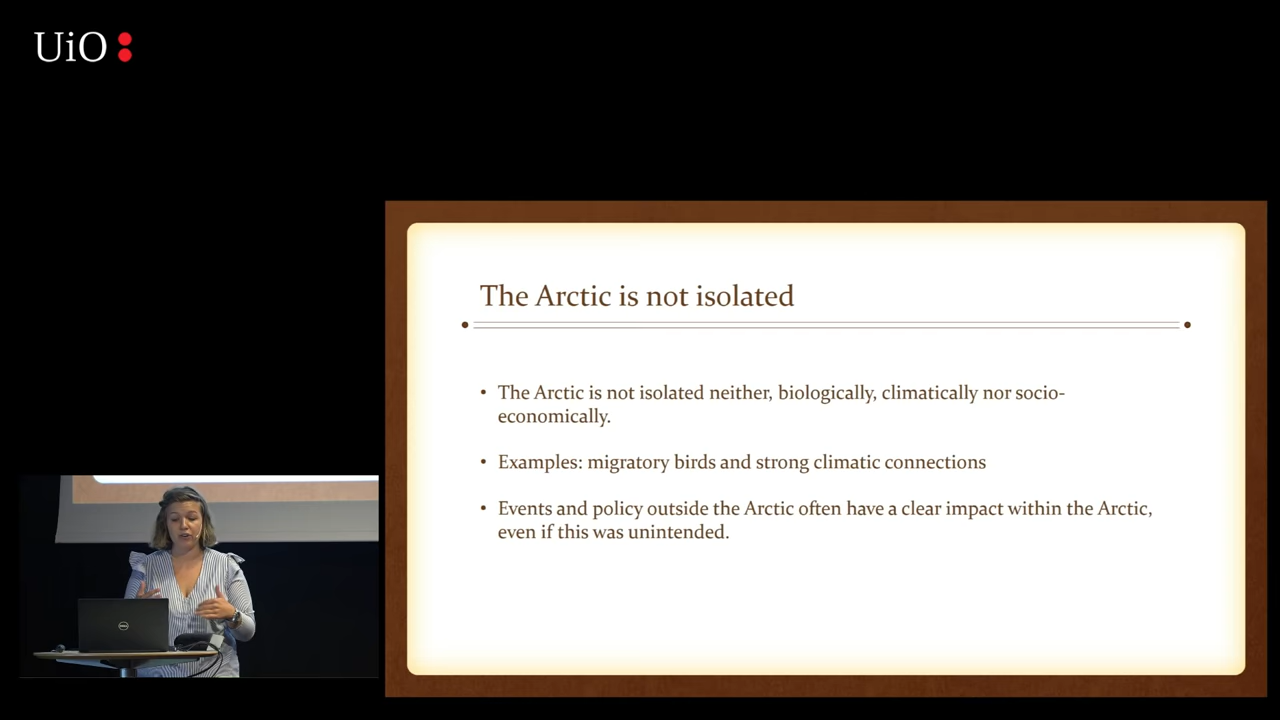 UiO
The Arctic is not isolated
• The Arctic is not isolated neither, biologically, climatically nor socio-
economically.
• Examples: migratory birds and strong climatic connections
• Events and policy outside the Arctic often have a clear impact within the Arctic,
even if this was unintended.
DELL